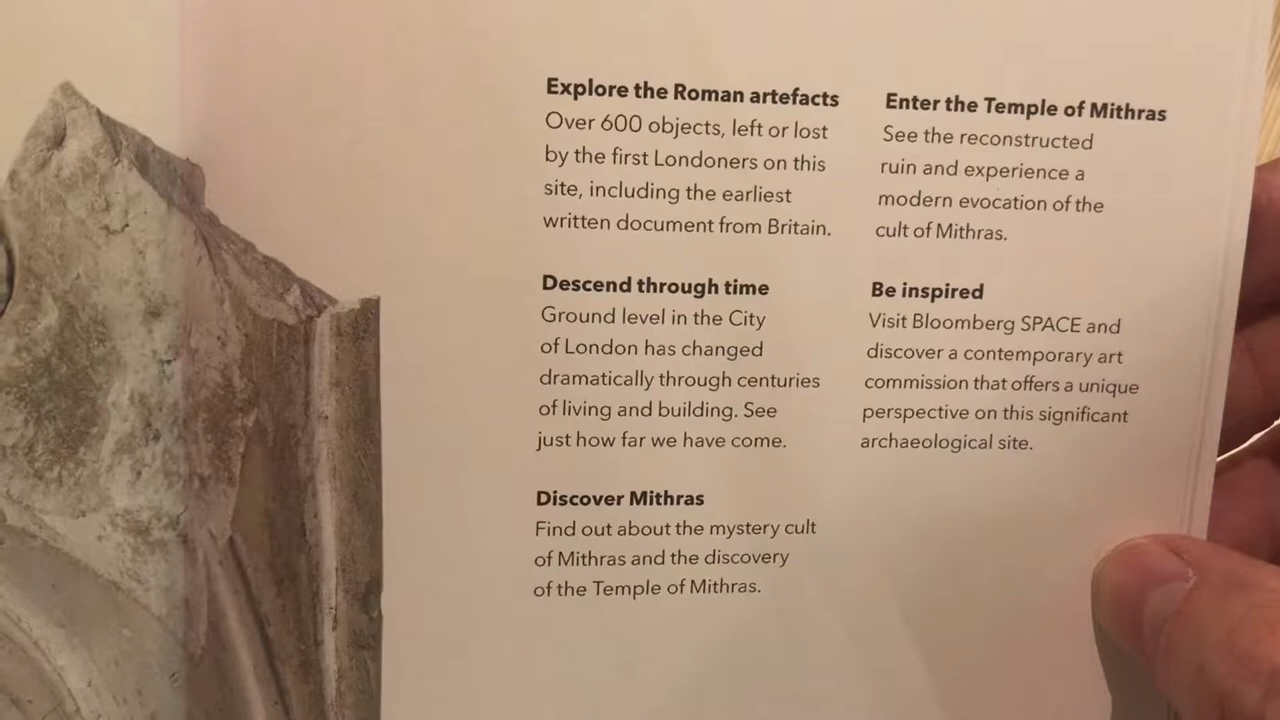 Explore the Roman artefacts
Over 600 objects, left or lost
by the first Londoners on this
site, including the earliest
written document from Britain.
Descend through time
Ground level in the City
of London has changed
dramatically through centuries
of living and building. See
just how far we have come.
Discover Mithras
Find out about the mystery cult
of Mithras and the discovery
of the Temple of Mithras.
Enter the Temple of Mithras
See the reconstructed
ruin and experience a
modern evocation of the
cult of Mithras.
Be inspired
Visit Bloomberg SPACE and
discover a contemporary art
commission that offers a unique
perspective on this significant
archaeological site.